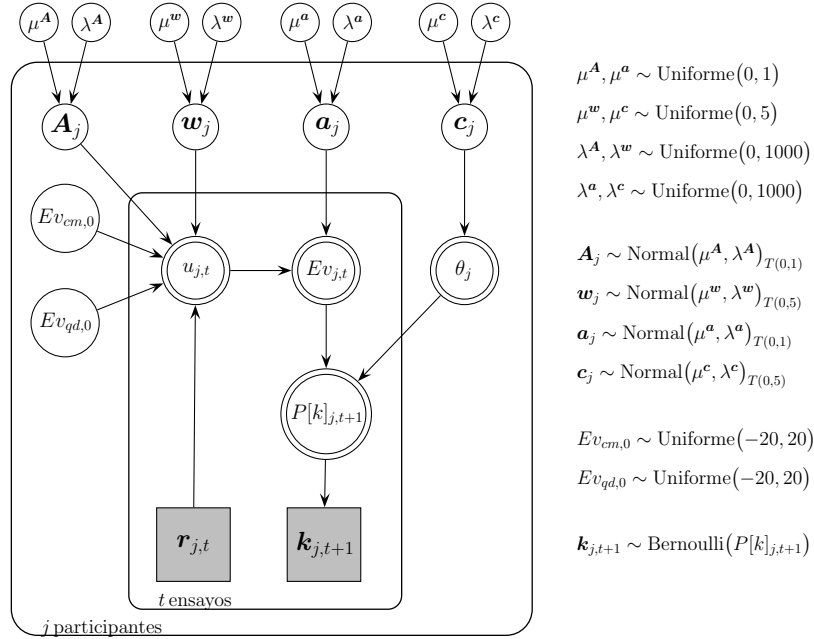 μ^A λ^A μ^w λ^w μ^a λ^a μ^c λ^c
A_j w_j a_j c_j
Ev_{cm,0}
u_{j,t} Ev_{j,t} θ_j
Ev_{qd,0}
P[k]_{j,t+1}
r_{j,t} k_{j,t+1}
t ensayos
j participantes
μ^A, μ^a ∼ Uniforme(0, 1)
μ^w, μ^c ∼ Uniforme(0, 5)
λ^A, λ^w ∼ Uniforme(0, 1000)
λ^a, λ^c ∼ Uniforme(0, 1000)
A_j ∼ Normal(μ^A, λ^A)_{T(0,1)}
w_j ∼ Normal(μ^w, λ^w)_{T(0,5)}
a_j ∼ Normal(μ^a, λ^a)_{T(0,1)}
c_j ∼ Normal(μ^c, λ^c)_{T(0,5)}
Ev_{cm,0} ∼ Uniforme(−20, 20)
Ev_{qd,0} ∼ Uniforme(−20, 20)
k_{j,t+1} ∼ Bernoulli(P[k]_{j,t+1})